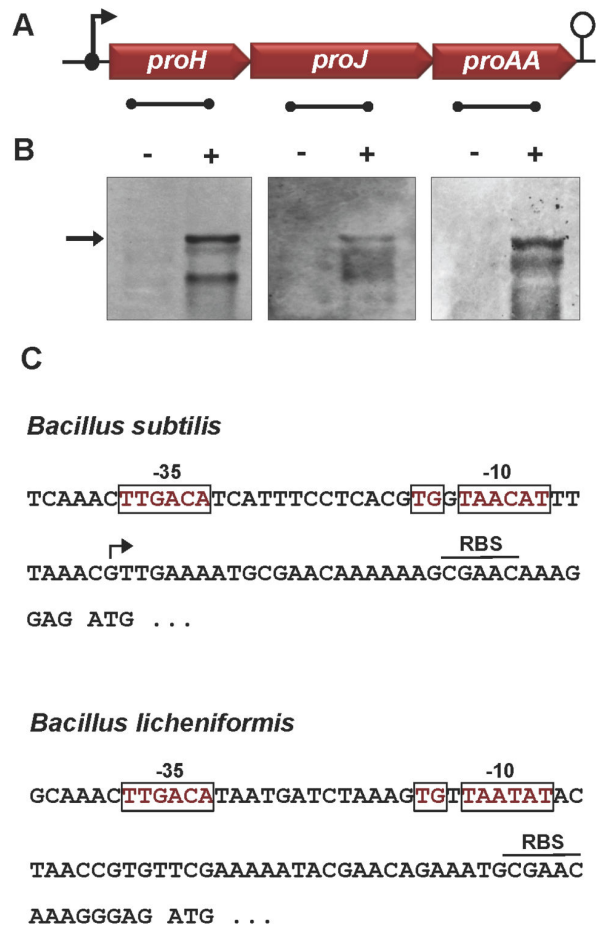 A
proH proJ proAA
B
- + - + - +
C
Bacillus subtilis
-35 -10
TCAAACTTGACATCATTTCCTCACGTGGTAACATTT
RBS
TAAACGTTGAAAATGCGAACAAAAAAGCGAACAAAG
GAG ATG ...
Bacillus licheniformis
-35 -10
GCAAACTTGACATAATGATCTAAAGTGTTAATATAC
RBS
TAACCGTGTTCGAAAAATACGAACAGAAATGCGAAC
AAAGGGAG ATG ...